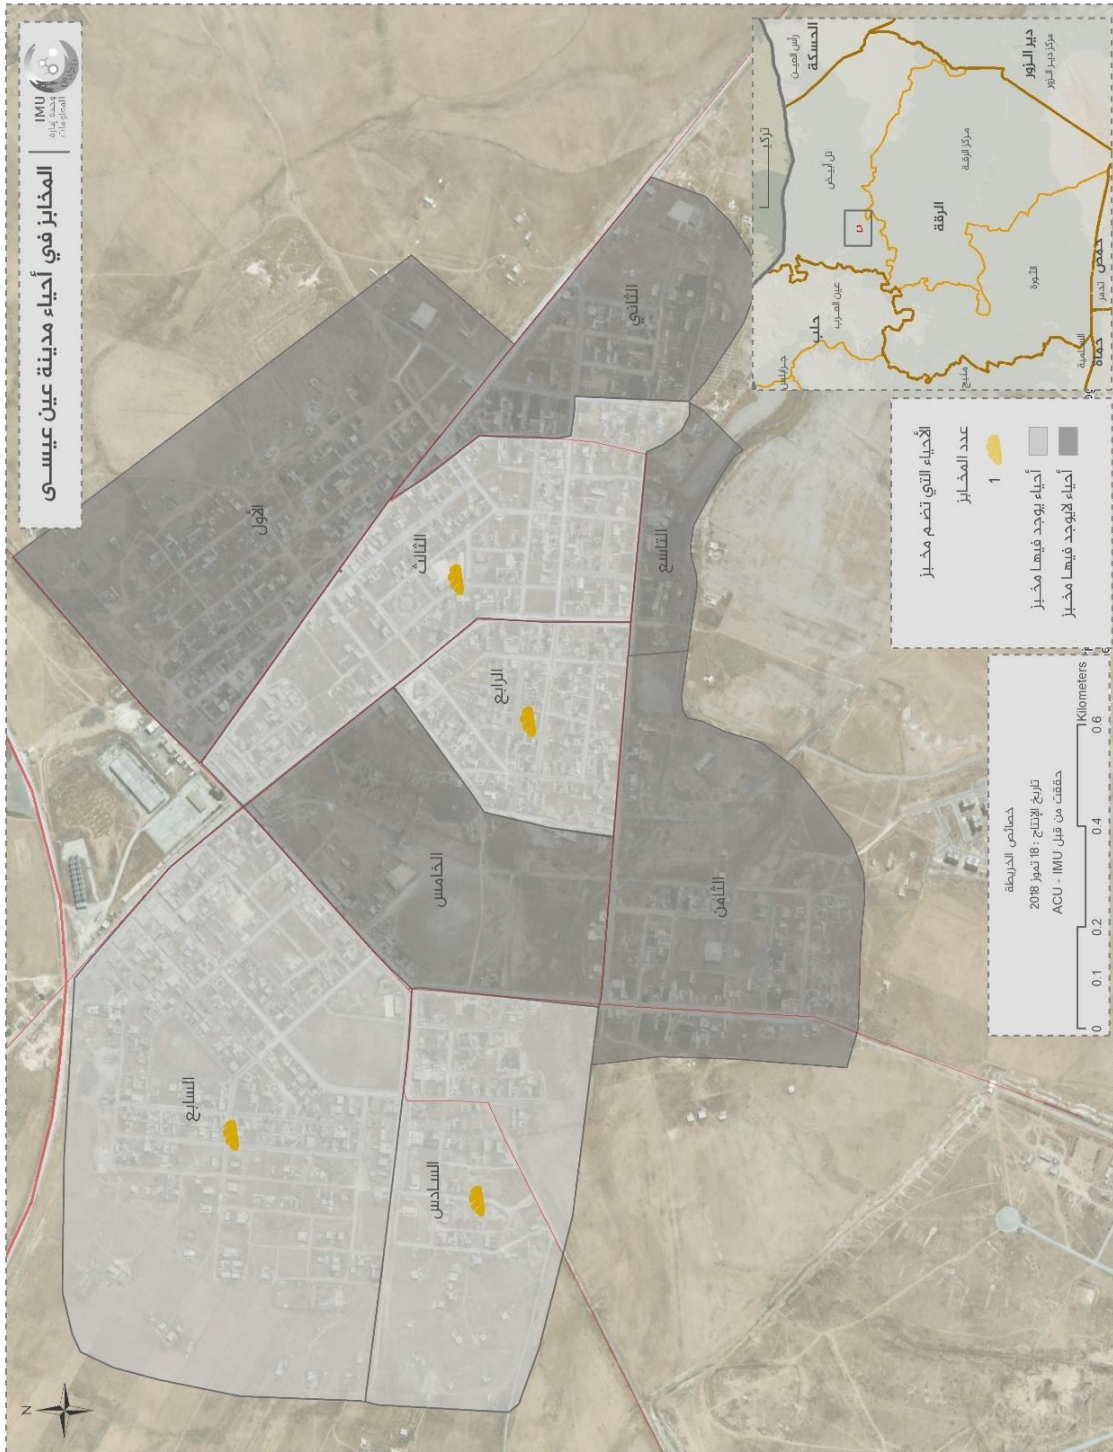 المخابز في أحياء مدينة عين عيسى
IMU
وحدة إدارة
المعلومات
N
الأول
الثاني
الثالث
الرابع
الخامس
السادس
السابع
الثامن
التاسع
تركيا
رأس العين
الحسكة
تل أبيض
عين العرب
حلب
جرابلس
منبج
الرقة
مركز الرقة
الثورة
دير الزور
مركز دير الزور
السلمية
حماة
تدمر
حمص
الأحياء التي تضم مخبز
عدد المخابز
1
أحياء يوجد فيها مخبز
أحياء لايوجد فيها مخبز
خصائص الخريطة
تاريخ الإنتاج : 18 تموز 2018
حققت من قبل ACU - IMU
0 0.1 0.2 0.4 0.6
Kilometers